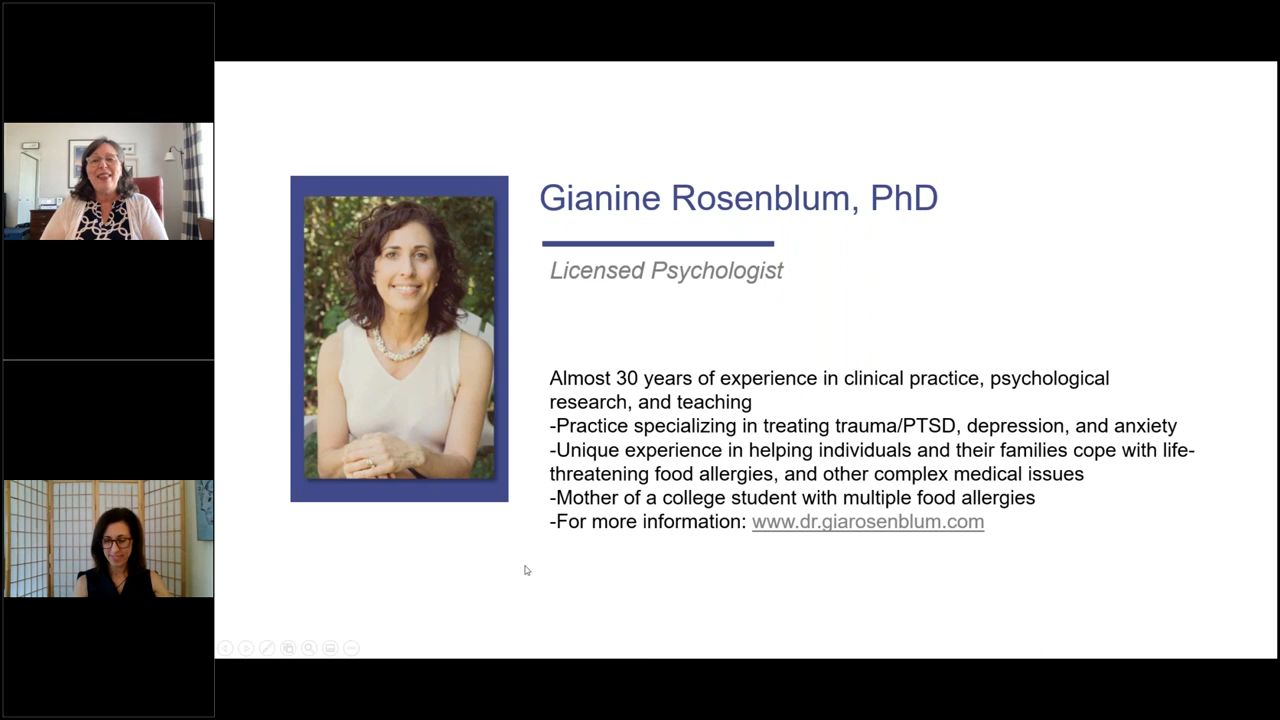 Gianine Rosenblum, PhD
Licensed Psychologist
Almost 30 years of experience in clinical practice, psychological
research, and teaching
-Practice specializing in treating trauma/PTSD, depression, and anxiety
-Unique experience in helping individuals and their families cope with life-
threatening food allergies, and other complex medical issues
-Mother of a college student with multiple food allergies
-For more information: www.dr.giarosenblum.com